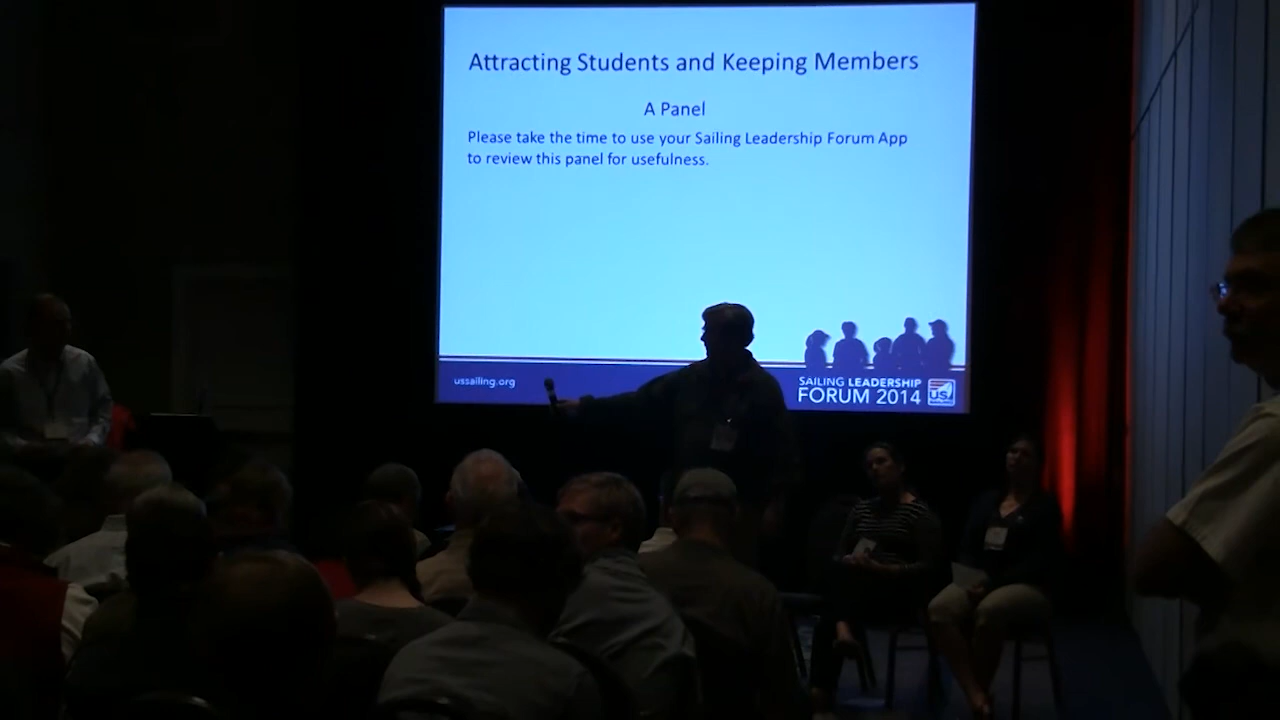 Attracting Students and Keeping Members
A Panel
Please take the time to use your Sailing Leadership Forum App
to review this panel for usefulness.
ussailing.org
SAILING LEADERSHIP
FORUM 2014
US